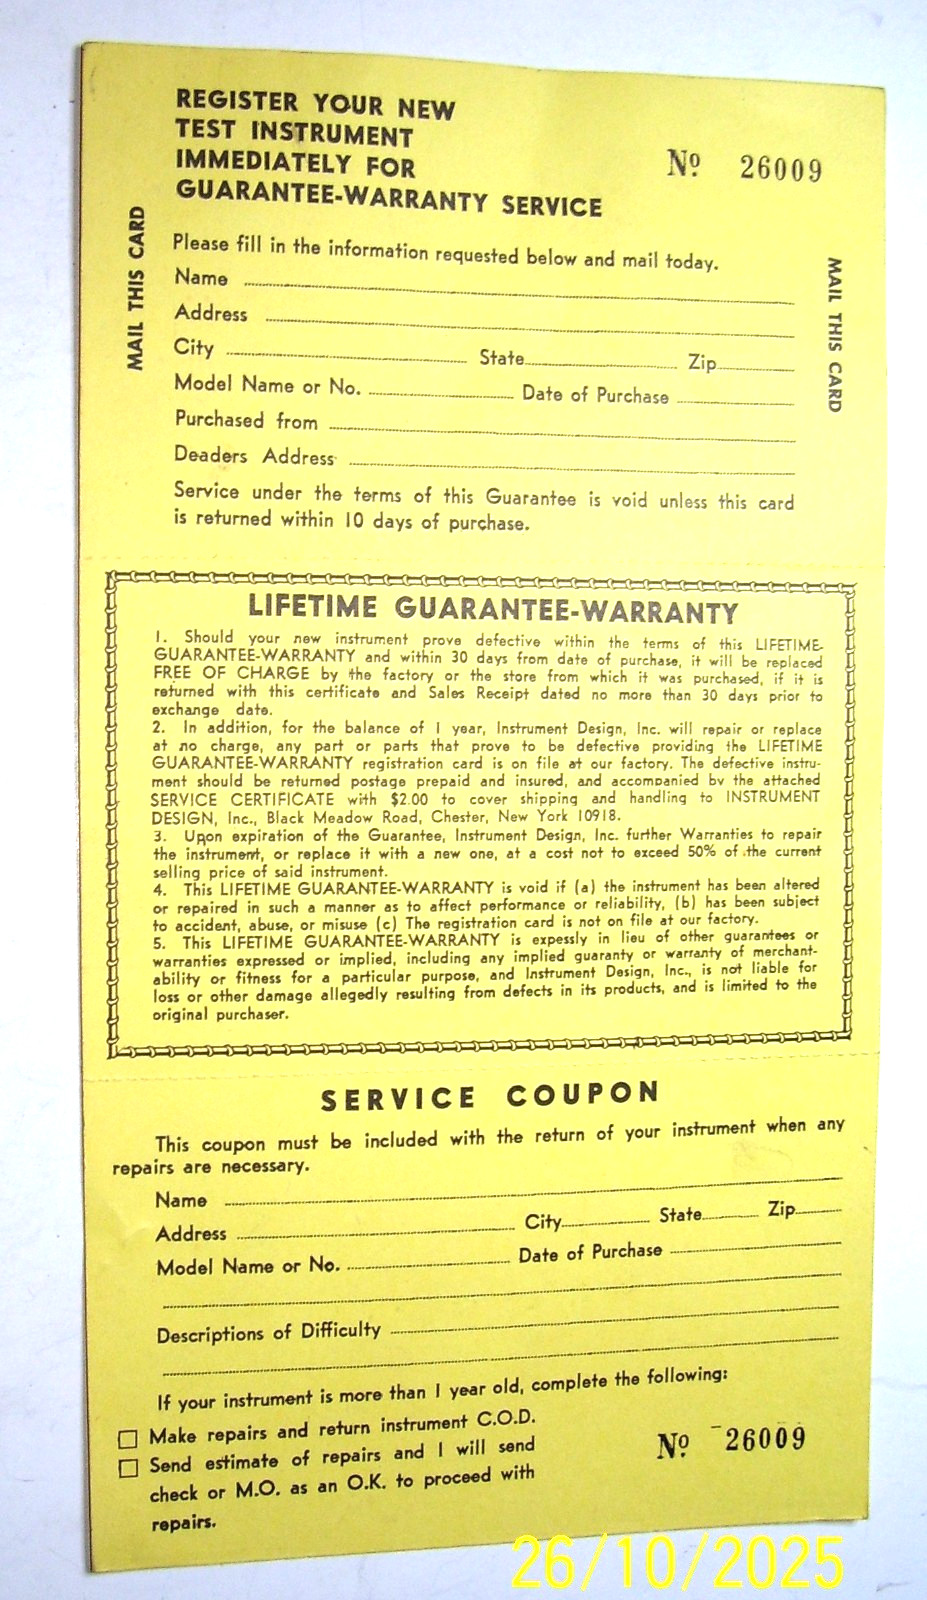 REGISTER YOUR NEW
TEST INSTRUMENT
IMMEDIATELY FOR
GUARANTEE-WARRANTY SERVICE
Nº 26009
MAIL THIS CARD
MAIL THIS CARD
Please fill in the information requested below and mail today.
Name
Address
City State Zip
Model Name or No. Date of Purchase
Purchased from
Deaders Address
Service under the terms of this Guarantee is void unless this card
is returned within 10 days of purchase.
LIFETIME GUARANTEE-WARRANTY
1. Should your new instrument prove defective within the terms of this LIFETIME-
GUARANTEE-WARRANTY and within 30 days from date of purchase, it will be replaced
FREE OF CHARGE by the factory or the store from which it was purchased, if it is
returned with this certificate and Sales Receipt dated no more than 30 days prior to
exchange date.
2. In addition, for the balance of 1 year, Instrument Design, Inc. will repair or replace
at no charge, any part or parts that prove to be defective providing the LIFETIME
GUARANTEE-WARRANTY registration card is on file at our factory. The defective instru-
ment should be returned postage prepaid and insured, and accompanied by the attached
SERVICE CERTIFICATE with $2.00 to cover shipping and handling to INSTRUMENT
DESIGN, Inc., Black Meadow Road, Chester, New York 10918.
3. Upon expiration of the Guarantee, Instrument Design, Inc. further Warranties to repair
the instrument, or replace it with a new one, at a cost not to exceed 50% of the current
selling price of said instrument.
4. This LIFETIME GUARANTEE-WARRANTY is void if (a) the instrument has been altered
or repaired in such a manner as to affect performance or reliability, (b) has been subject
to accident, abuse, or misuse (c) The registration card is not on file at our factory.
5. This LIFETIME GUARANTEE-WARRANTY is expessly in lieu of other guarantees or
warranties expressed or implied, including any implied guaranty or warranty of merchant-
ability or fitness for a particular purpose, and Instrument Design, Inc., is not liable for
loss or other damage allegedly resulting from defects in its products, and is limited to the
original purchaser.
SERVICE COUPON
This coupon must be included with the return of your instrument when any
repairs are necessary.
Name
Address City State Zip
Model Name or No. Date of Purchase
Descriptions of Difficulty
If your instrument is more than 1 year old, complete the following:
Make repairs and return instrument C.O.D.
Send estimate of repairs and I will send
check or M.O. as an O.K. to proceed with
repairs.
Nº 26009
26/10/2025